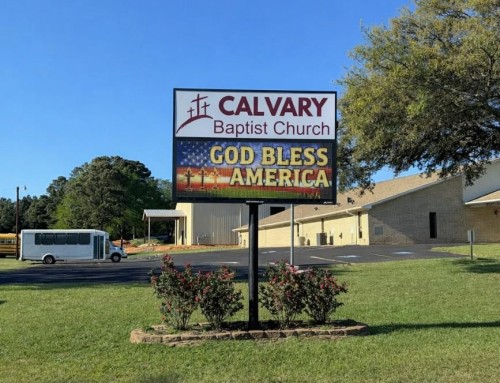 CALVARY
Baptist Church
GOD BLESS
AMERICA